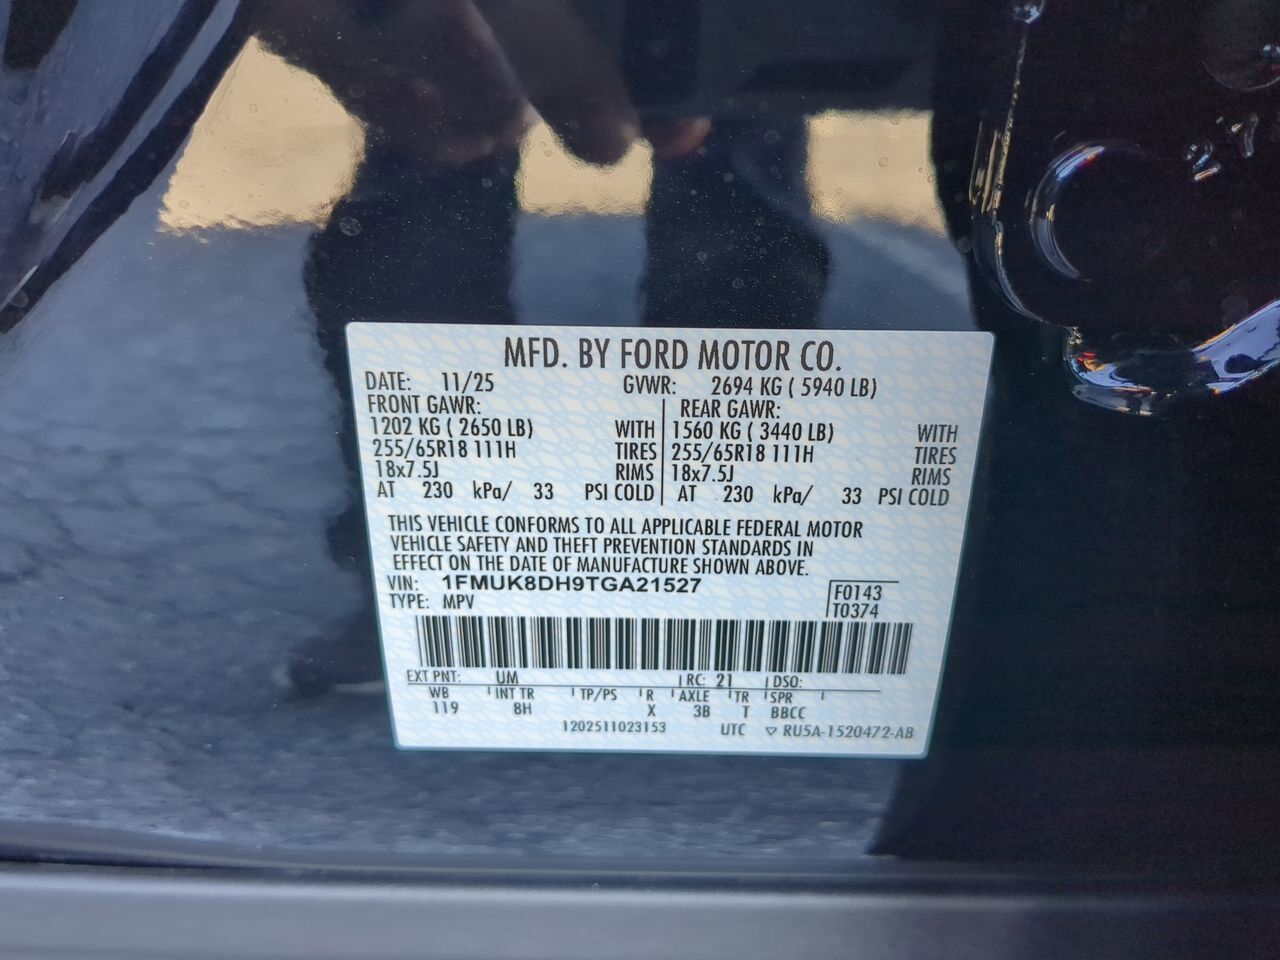 MFD. BY FORD MOTOR CO.
DATE: 11/25 GVWR: 2694 KG ( 5940 LB)
FRONT GAWR: REAR GAWR:
1202 KG ( 2650 LB) WITH 1560 KG ( 3440 LB) WITH
255/65R18 111H TIRES 255/65R18 111H TIRES
18x7.5J RIMS 18x7.5J RIMS
AT 230 kPa/ 33 PSI COLD AT 230 kPa/ 33 PSI COLD
THIS VEHICLE CONFORMS TO ALL APPLICABLE FEDERAL MOTOR
VEHICLE SAFETY AND THEFT PREVENTION STANDARDS IN
EFFECT ON THE DATE OF MANUFACTURE SHOWN ABOVE.
VIN: 1FMUK8DH9TGA21527 F0143
TYPE: MPV T0374
EXT PNT: UM RC: 21 DSO:
WB INT TR TP/PS R AXLE TR SPR
119 8H X 3B T BBCC
1202511023153 UTC ▽ RU5A-1520472-AB